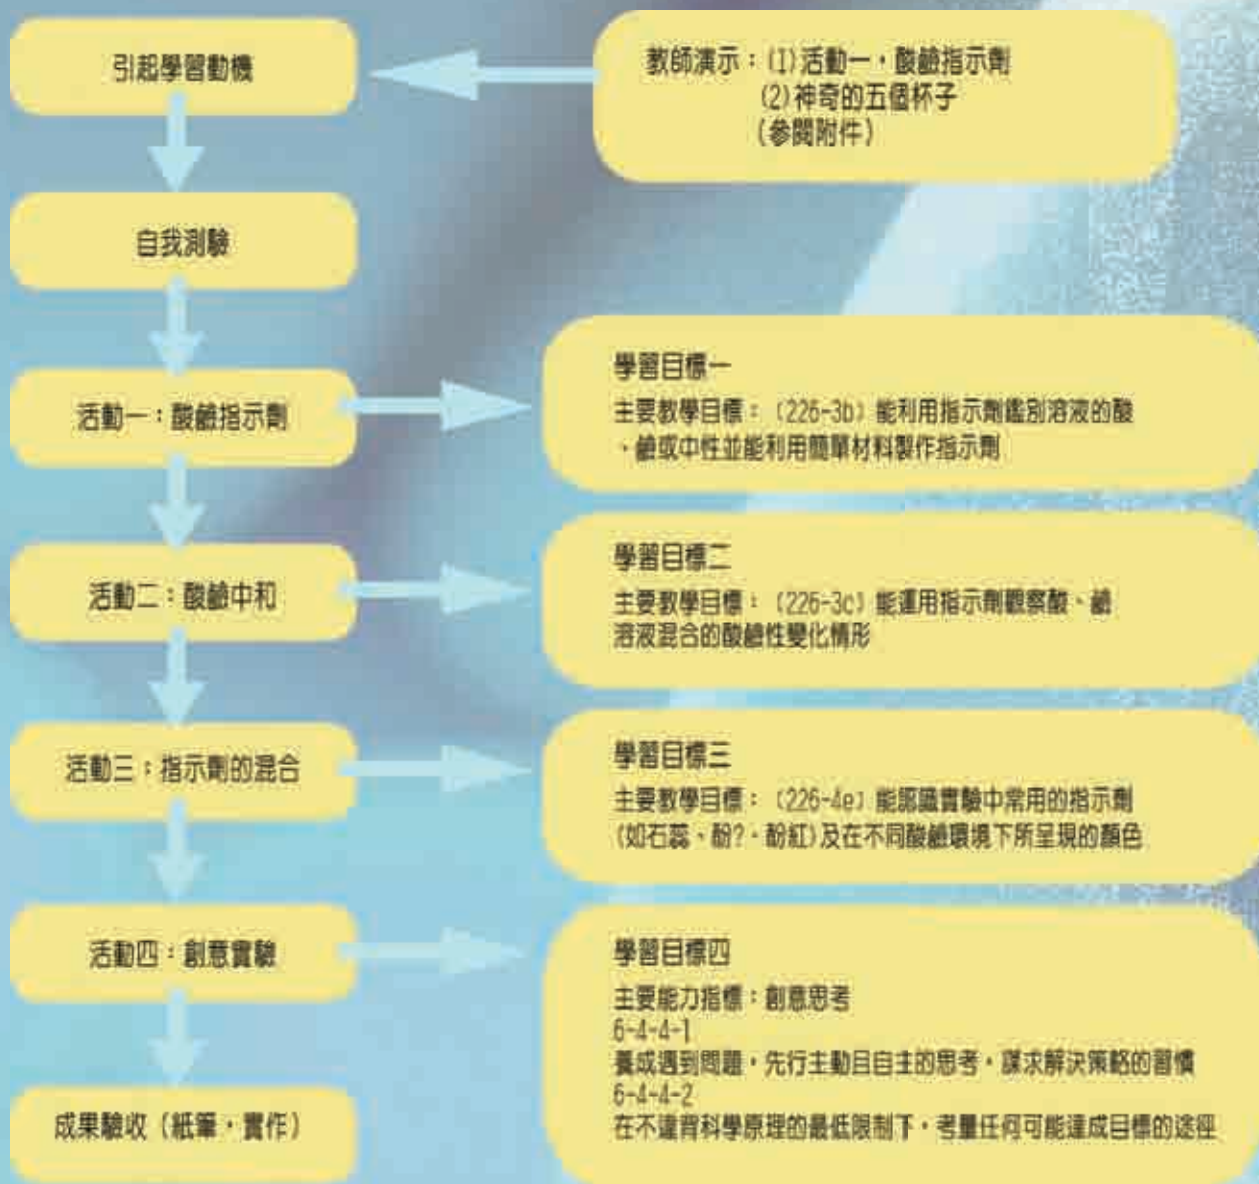 引起學習動機
教師演示：(1)活動一，酸鹼指示劑
(2)神奇的五個杯子
(參閱附件)
自我測驗
活動一：酸鹼指示劑
學習目標一
主要教學目標：(226-3b) 能利用指示劑鑑別溶液的酸
、鹼或中性並能利用簡單材料製作指示劑
活動二：酸鹼中和
學習目標二
主要教學目標：(226-3c) 能運用指示劑觀察酸、鹼
溶液混合的酸鹼性變化情形
活動三：指示劑的混合
學習目標三
主要教學目標：(226-4e) 能認識實驗中常用的指示劑
(如石蕊、酚?、酚紅)及在不同酸鹼環境下所呈現的顏色
活動四：創意實驗
學習目標四
主要能力指標：創意思考
6-4-4-1
養成遇到問題，先行主動且自主的思考，謀求解決策略的習慣
6-4-4-2
在不違背科學原理的最低限制下，考量任何可能達成目標的途徑
成果驗收（紙筆，實作）